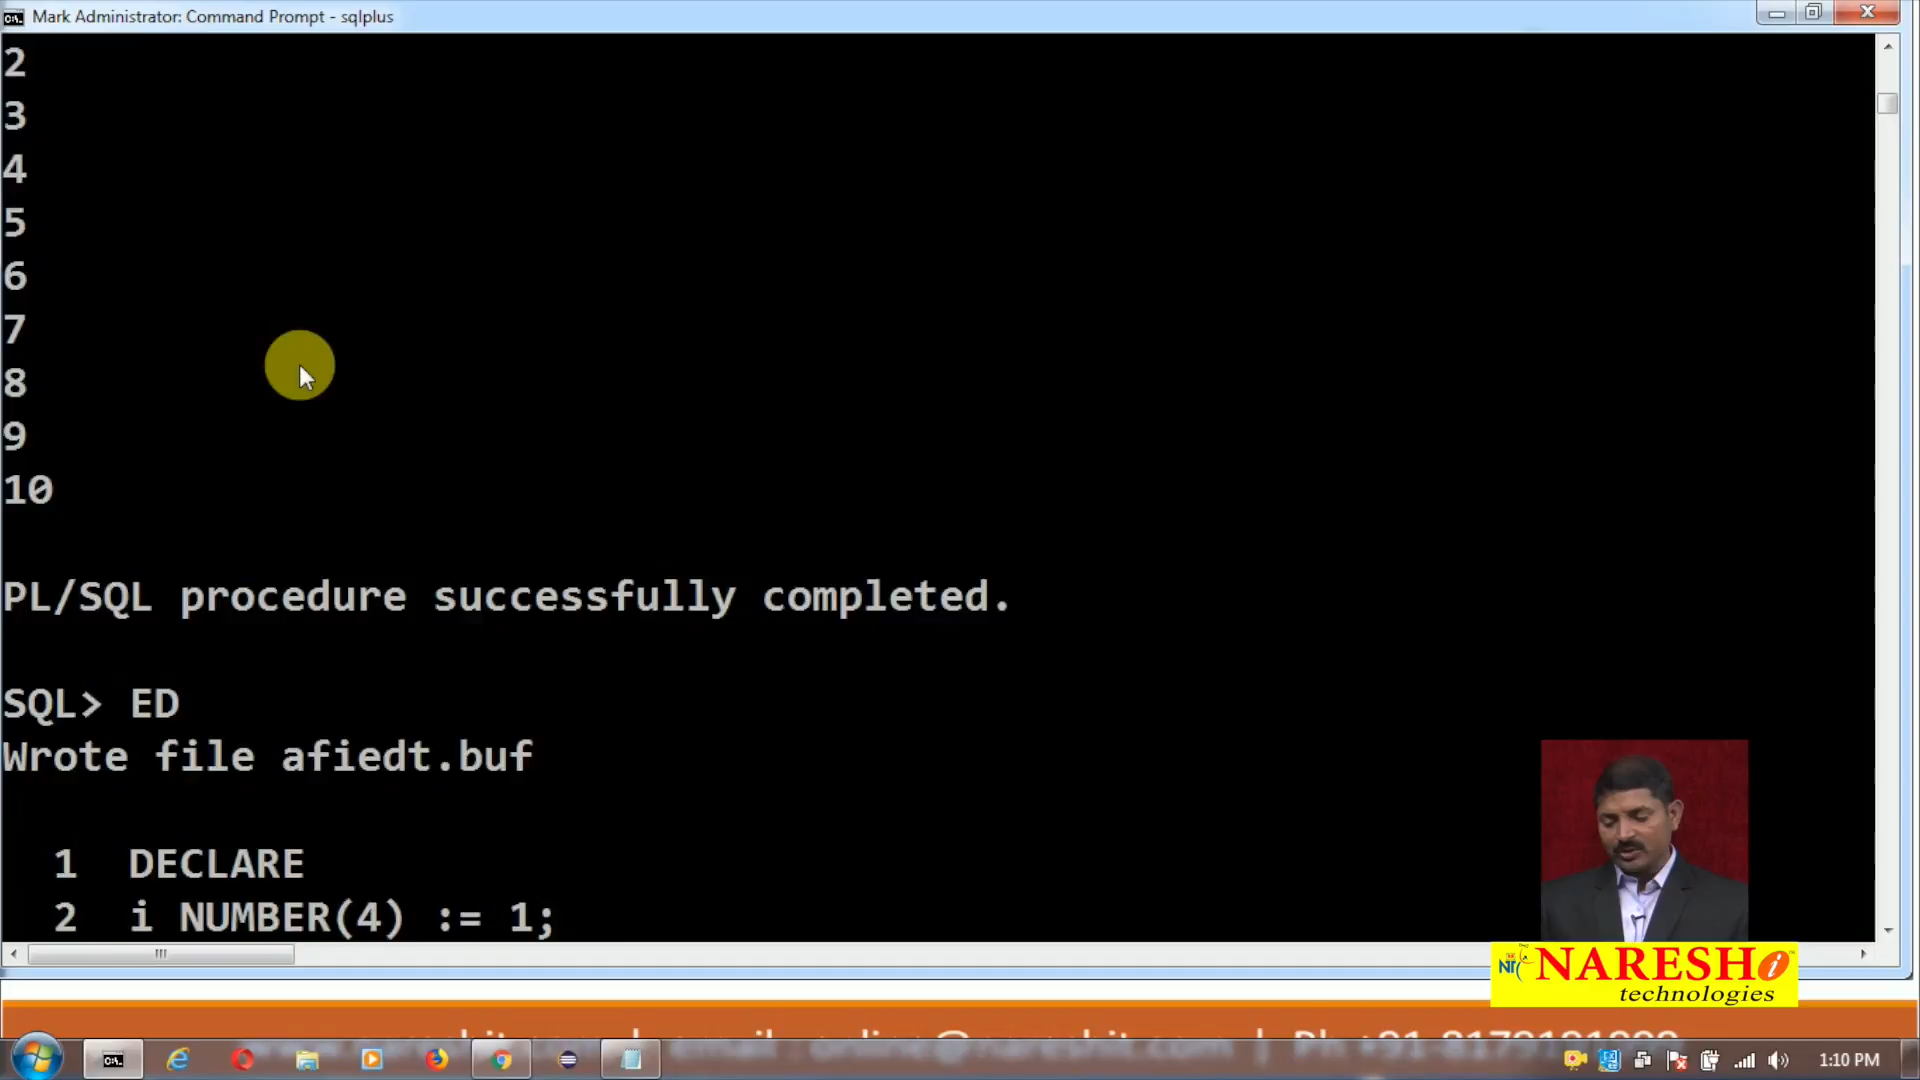 Mark Administrator: Command Prompt - sqlplus
2
3
4
5
6
7
8
9
10
PL/SQL procedure successfully completed.
SQL> ED
Wrote file afiedt.buf
1 DECLARE
2 i NUMBER(4) := 1;
NARESH i
technologies
1:10 PM